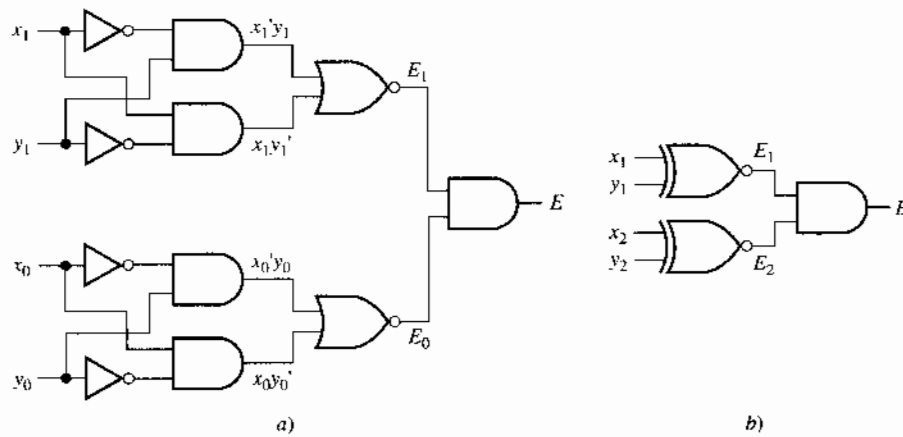 x₁
x₁'y₁
E₁
y₁
x₁y₁'
E
x₀
x₀'y₀
E₀
y₀
x₀y₀'
a)
x₁
y₁
E₁
x₂
y₂
E₂
E
b)